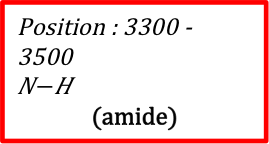 Position : 3300 -
3500
N−H
(amide)